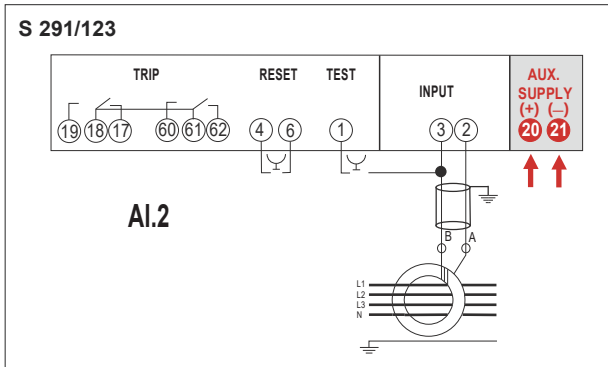 S 291/123
TRIP RESET TEST INPUT AUX. SUPPLY
(+) (—)
19 18 17 60 61 62 4 6 1 3 2 20 21
AI.2
B A
L1
L2
L3
N